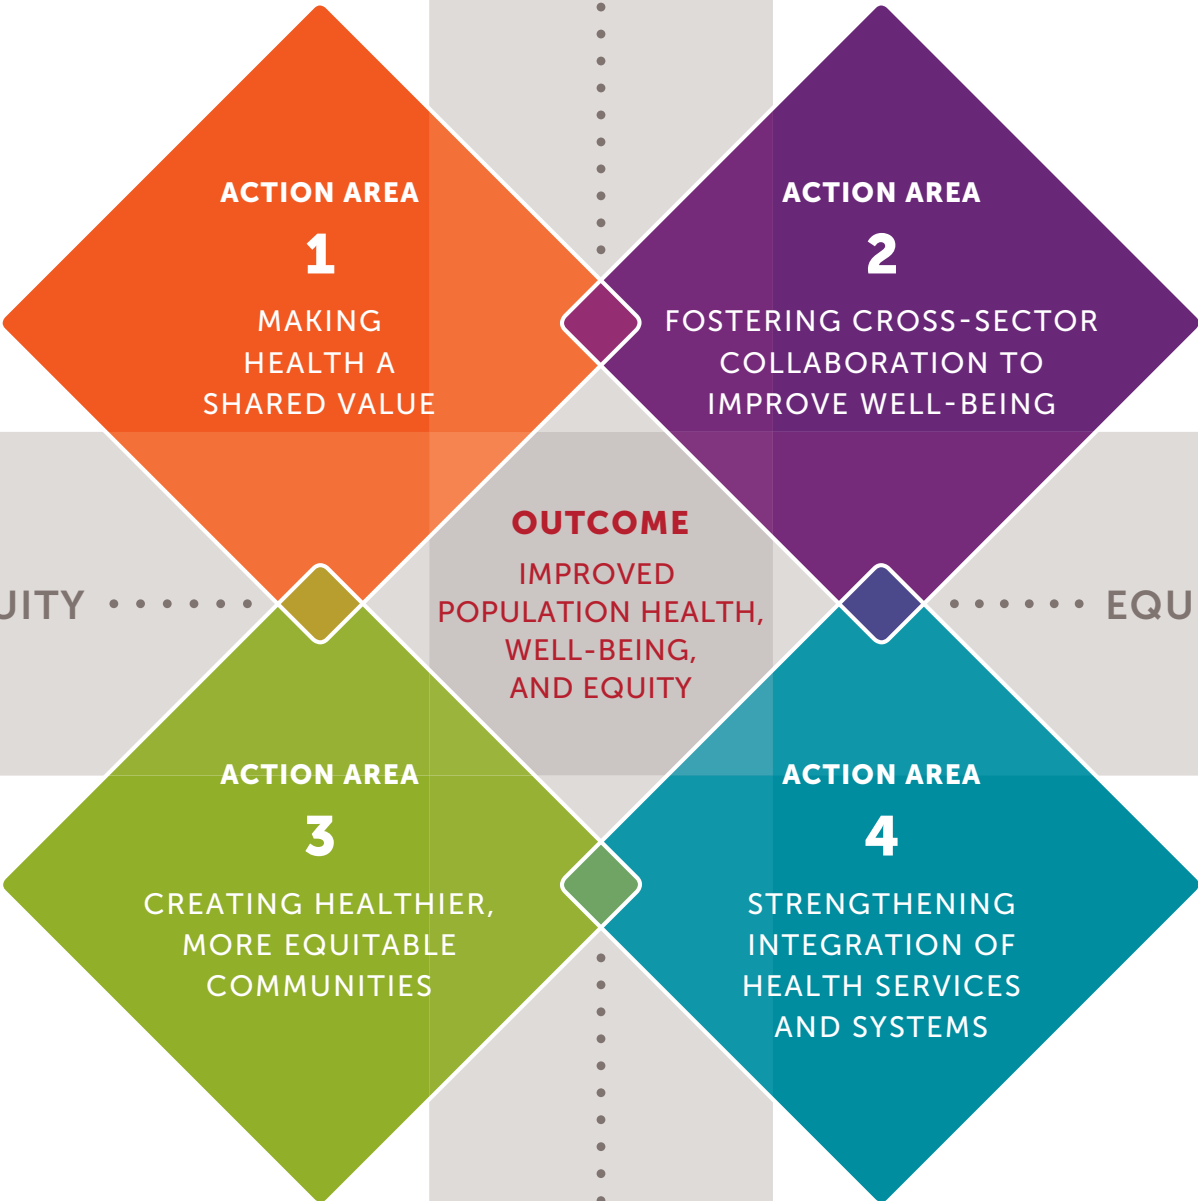 ACTION AREA
1
MAKING
HEALTH A
SHARED VALUE
ACTION AREA
2
FOSTERING CROSS-SECTOR
COLLABORATION TO
IMPROVE WELL-BEING
OUTCOME
IMPROVED
POPULATION HEALTH,
WELL-BEING,
AND EQUITY
UITY
EQU
ACTION AREA
3
CREATING HEALTHIER,
MORE EQUITABLE
COMMUNITIES
ACTION AREA
4
STRENGTHENING
INTEGRATION OF
HEALTH SERVICES
AND SYSTEMS